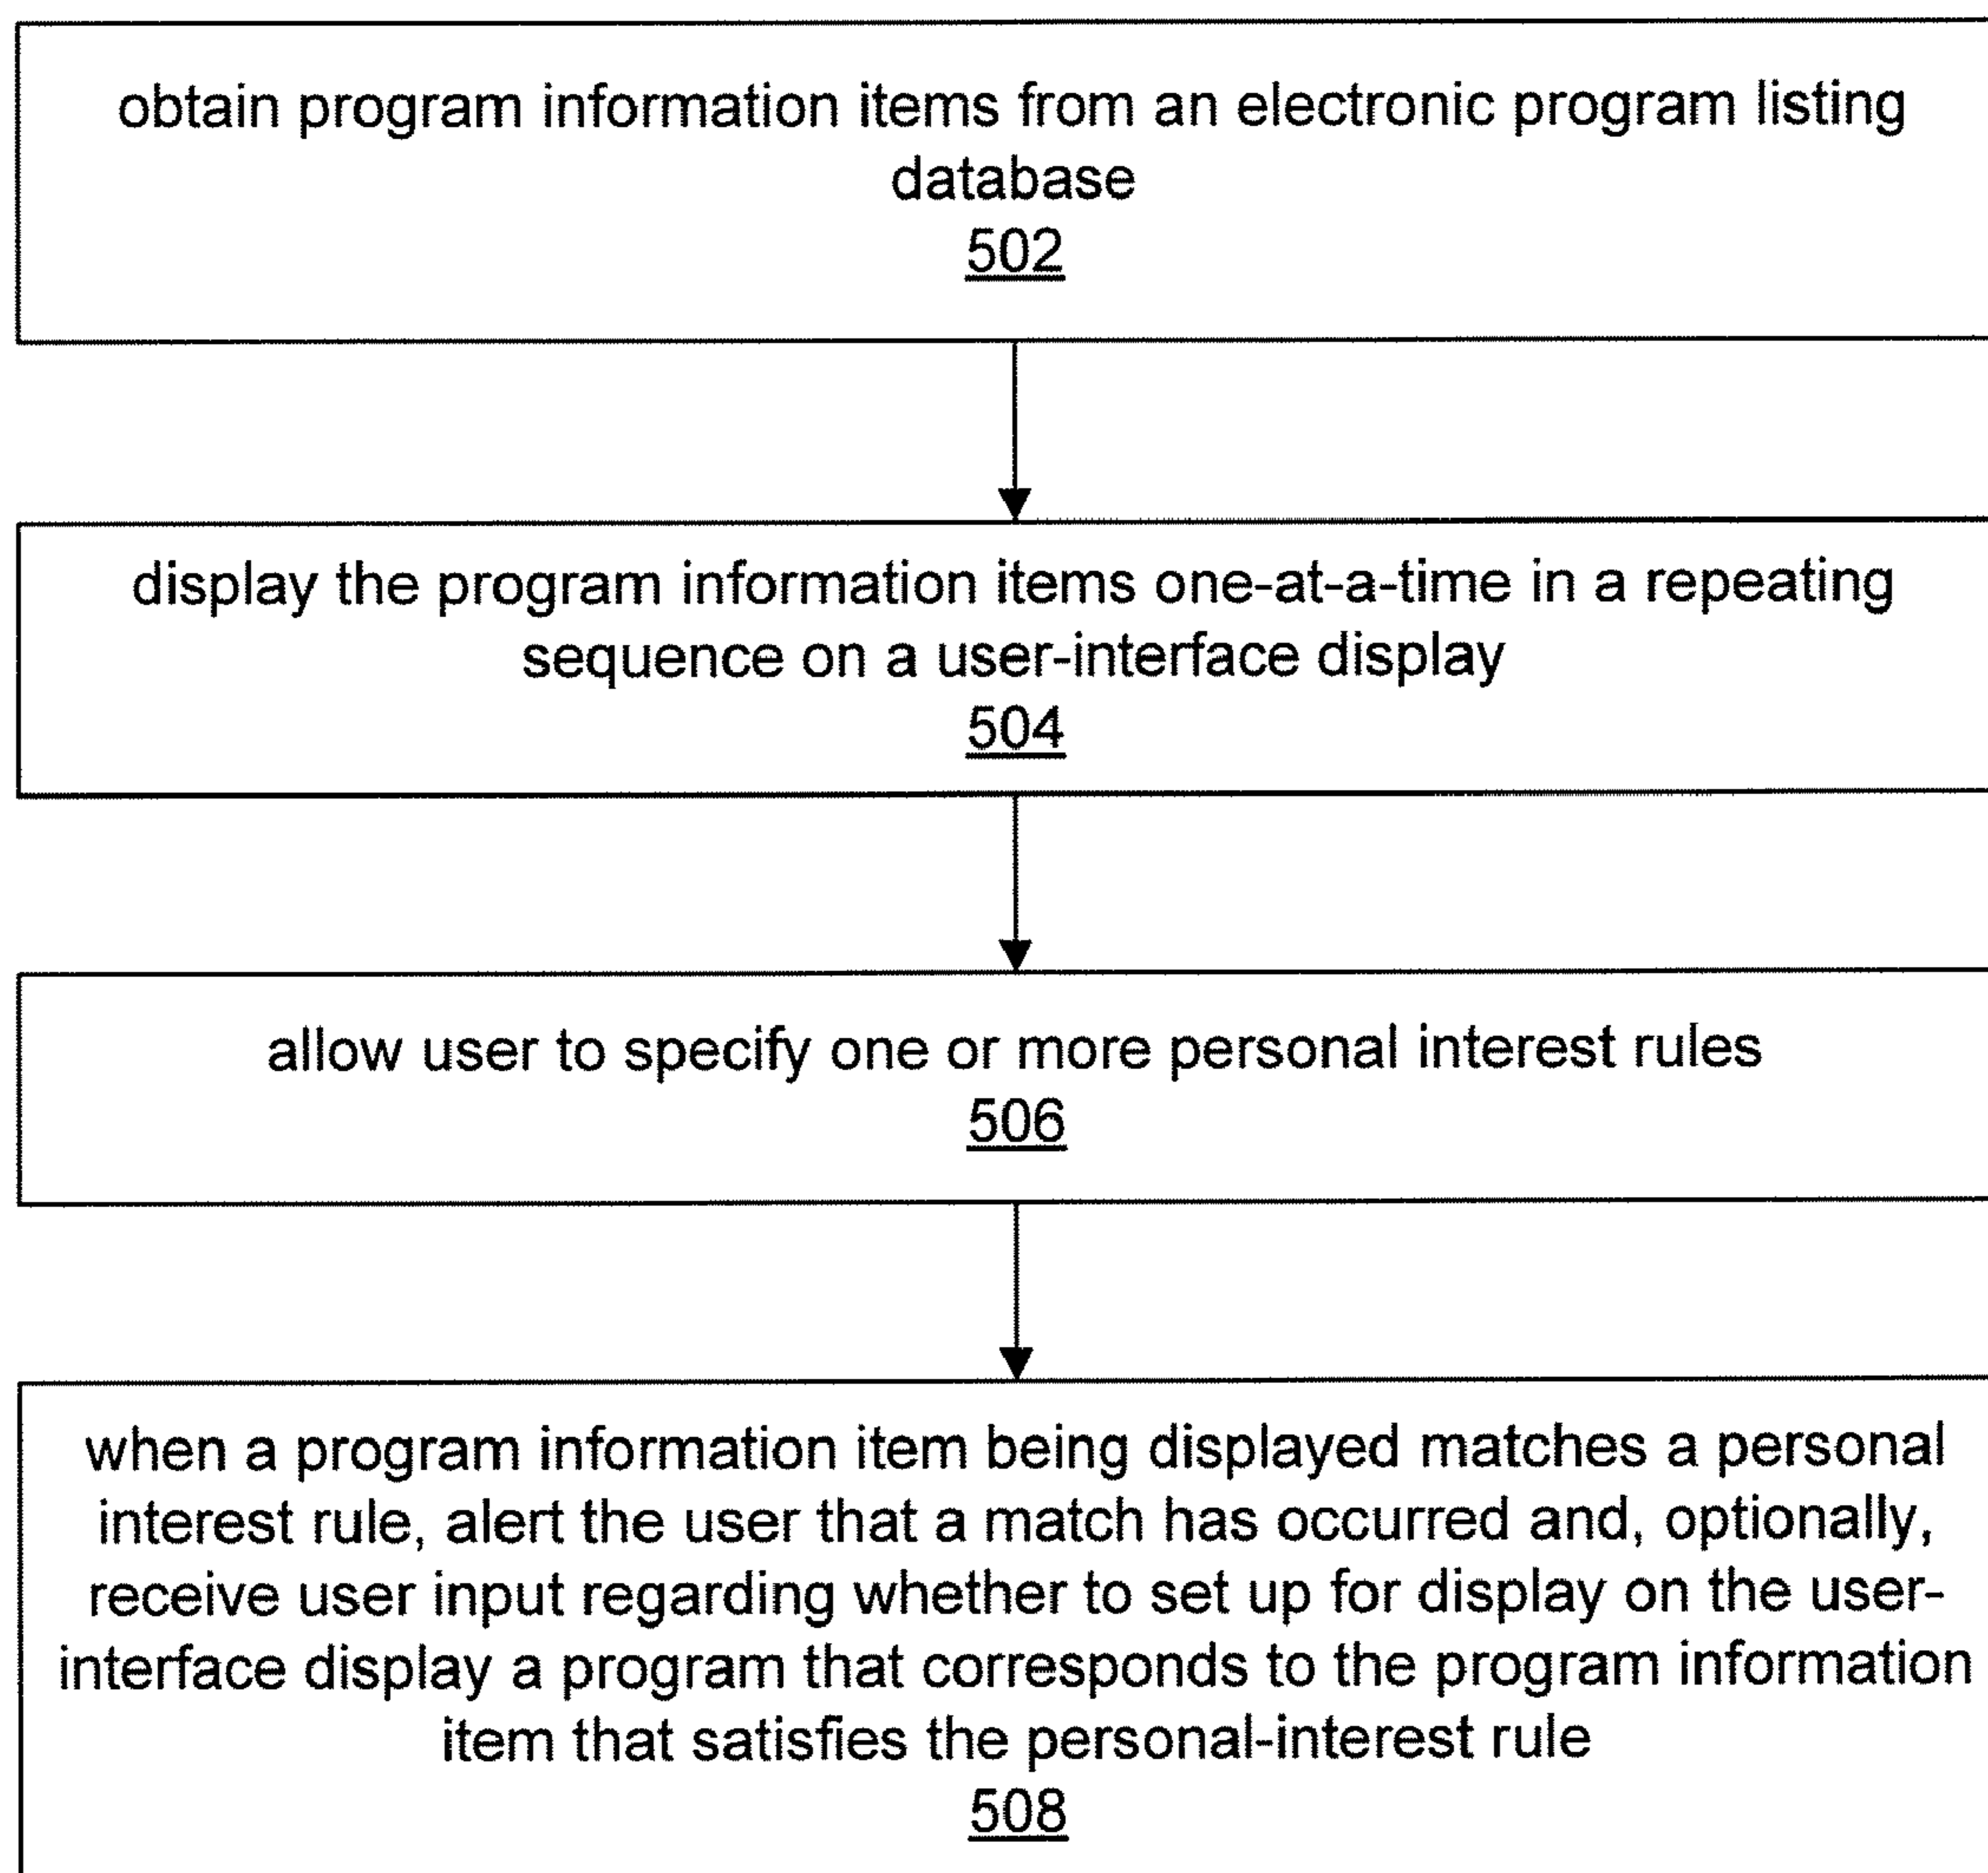 obtain program information items from an electronic program listing
database
502
display the program information items one-at-a-time in a repeating
sequence on a user-interface display
504
allow user to specify one or more personal interest rules
506
when a program information item being displayed matches a personal
interest rule, alert the user that a match has occurred and, optionally,
receive user input regarding whether to set up for display on the user-
interface display a program that corresponds to the program information
item that satisfies the personal-interest rule
508